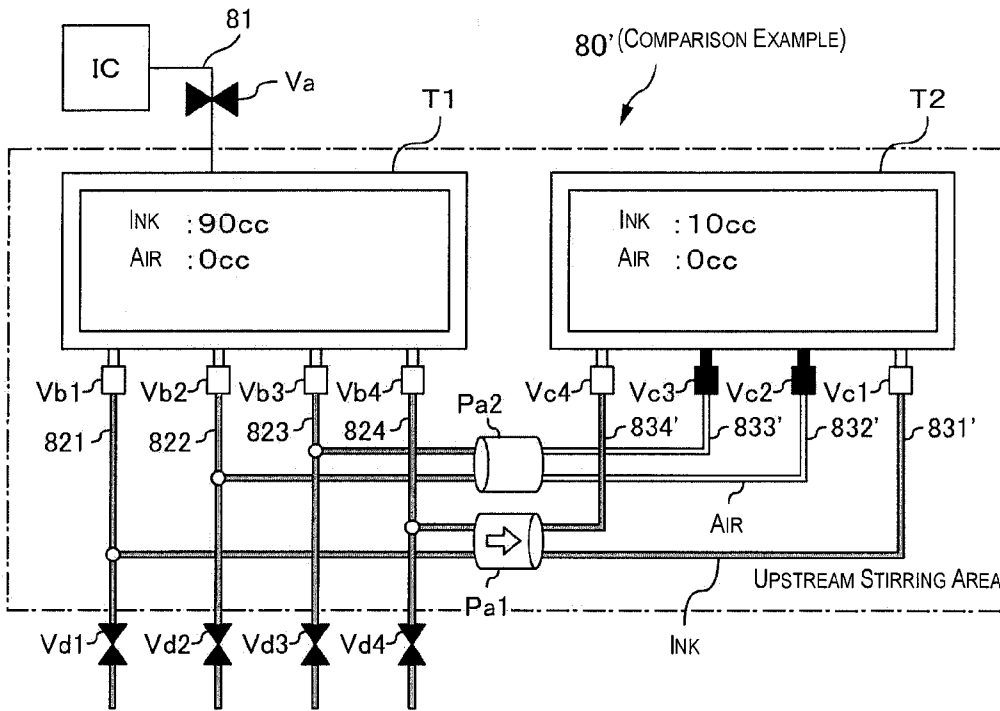 81
80' (COMPARISON EXAMPLE)
IC
Va
T1
T2
INK :90cc
AIR :0cc
INK :10cc
AIR :0cc
Vb1
Vb2
Vb3
Vb4
Vc4
Vc3
Vc2
Vc1
Pa2
821
822
823
824
834'
833'
832'
831'
AIR
UPSTREAM STIRRING AREA
Pa1
Vd1
Vd2
Vd3
Vd4
INK